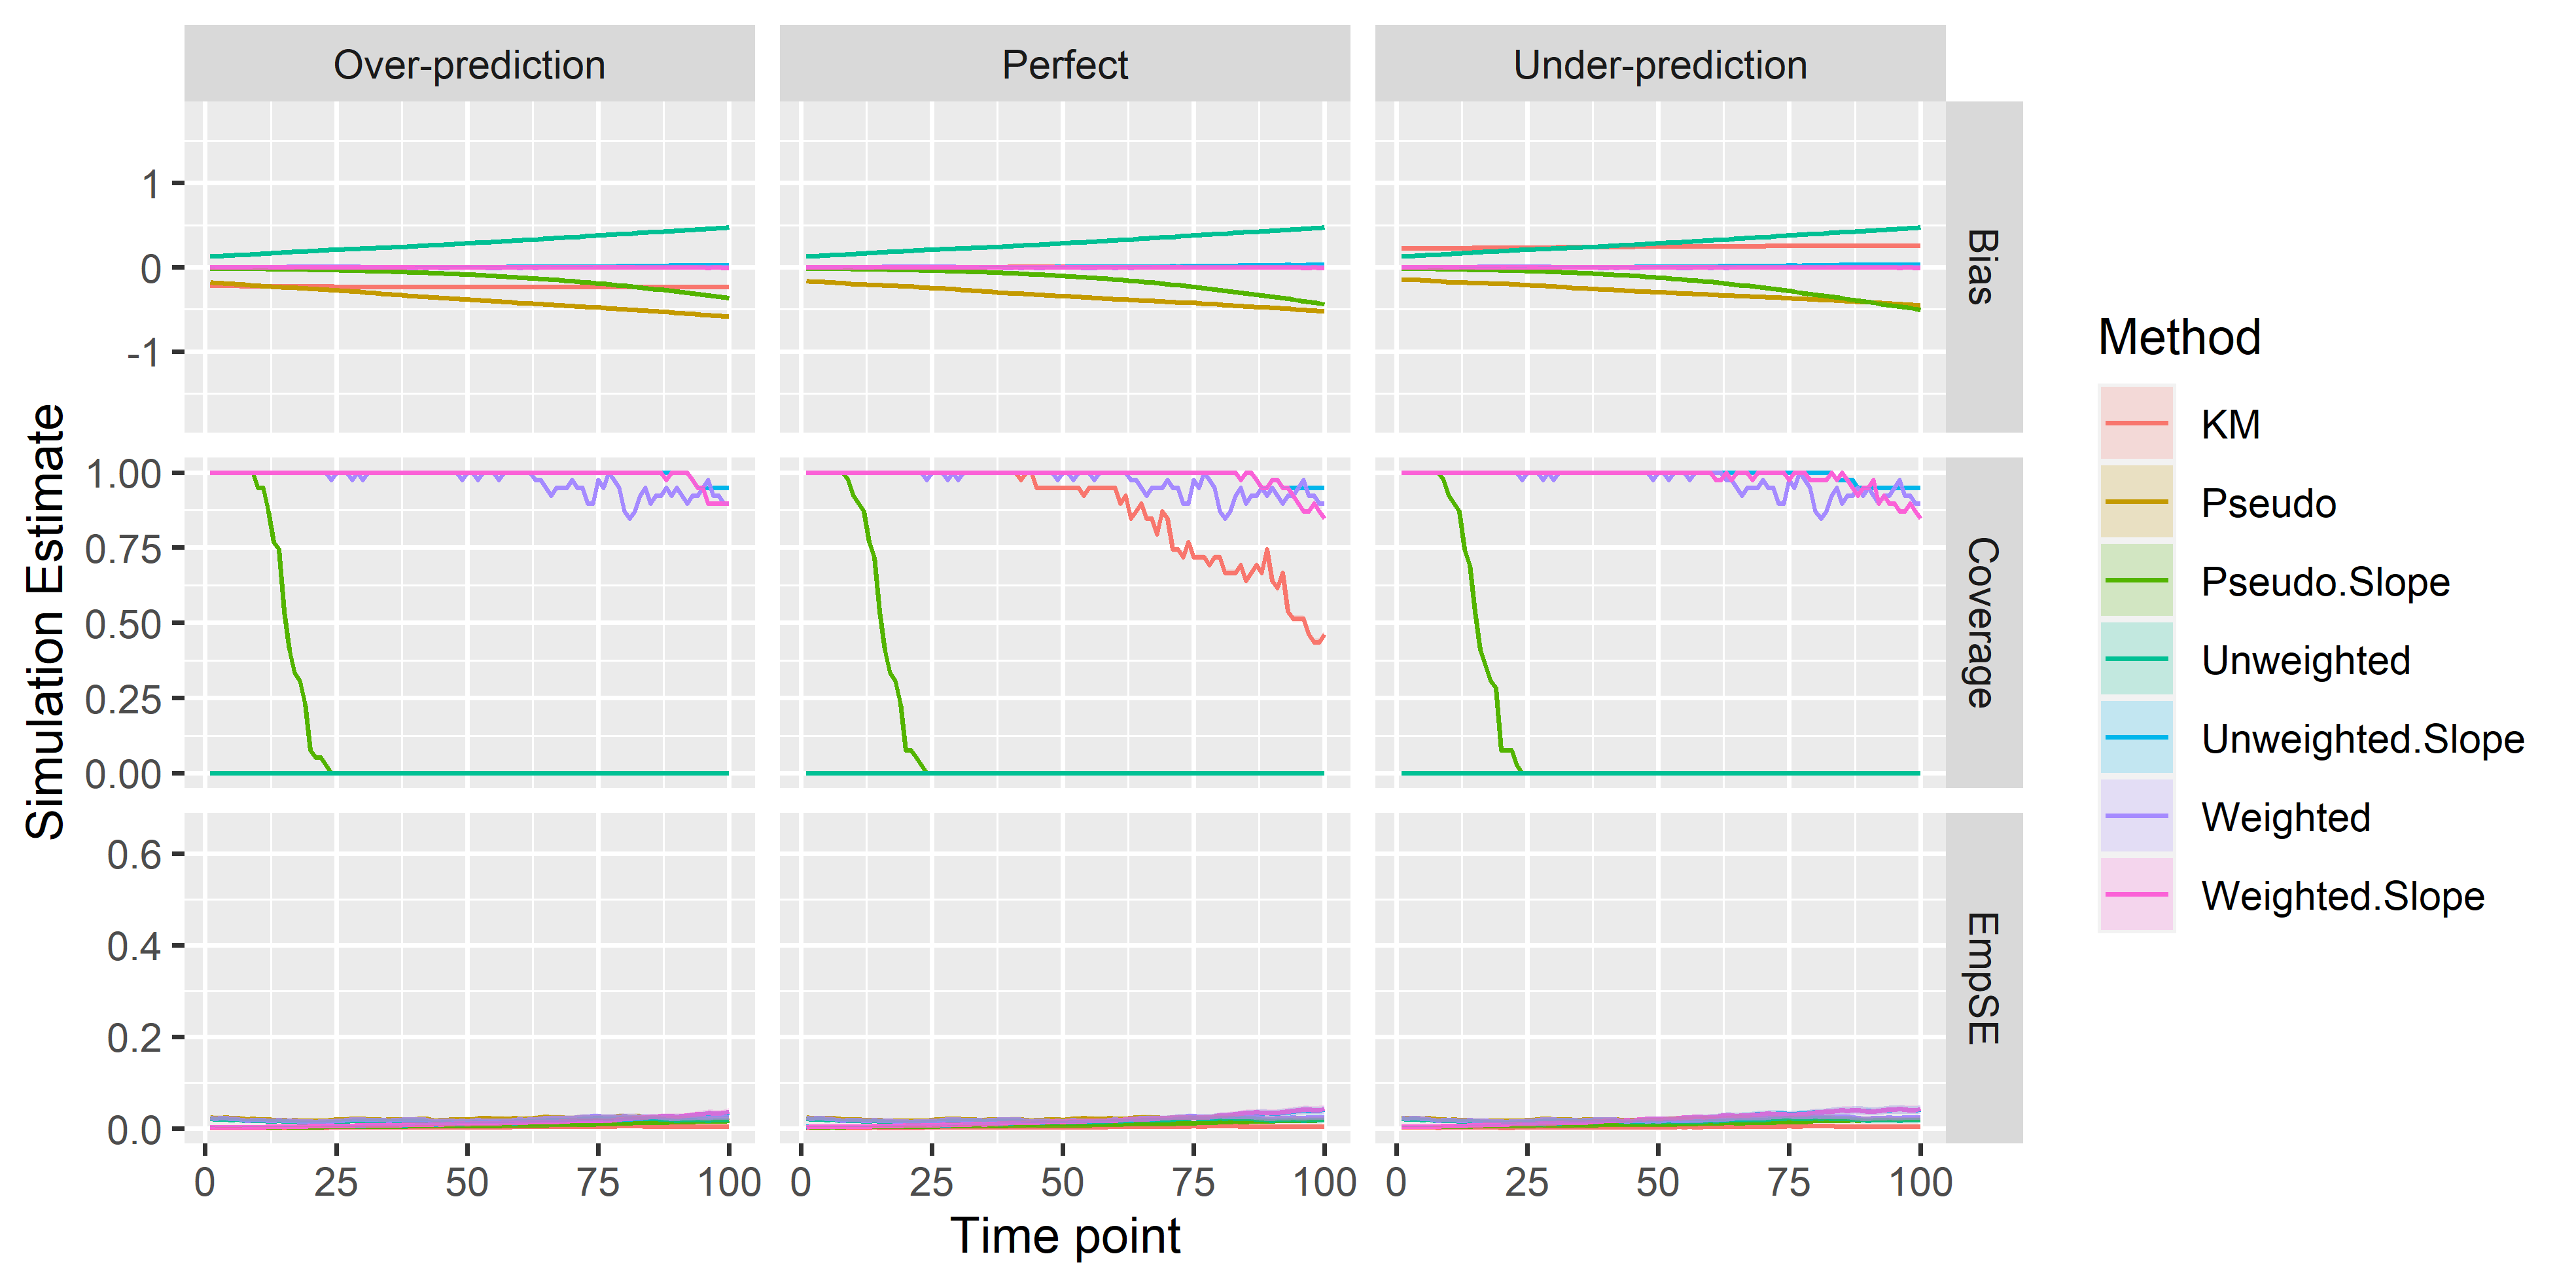 Over-prediction
Perfect
Under-prediction
1
0
-1
Bias
Simulation Estimate
1.00
0.75
0.50
0.25
0.00
Coverage
0.6
0.4
0.2
0.0
EmpSE
0 25 50 75 100
0 25 50 75 100
0 25 50 75 100
Time point
Method
KM
Pseudo
Pseudo.Slope
Unweighted
Unweighted.Slope
Weighted
Weighted.Slope